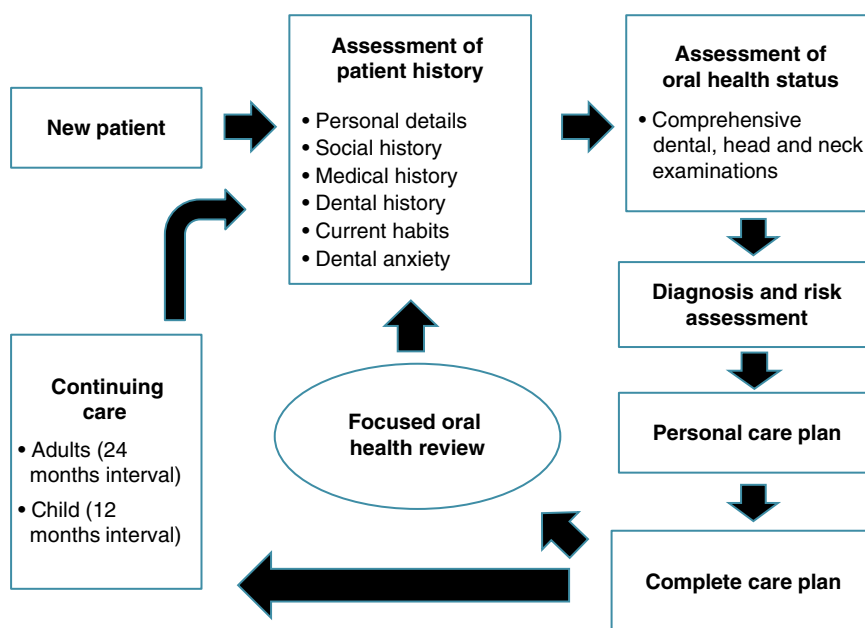 New patient
Assessment of
patient history
• Personal details
• Social history
• Medical history
• Dental history
• Current habits
• Dental anxiety
Assessment of
oral health status
• Comprehensive
dental, head and neck
examinations
Diagnosis and risk
assessment
Personal care plan
Complete care plan
Focused oral
health review
Continuing
care
• Adults (24
months interval)
• Child (12
months interval)